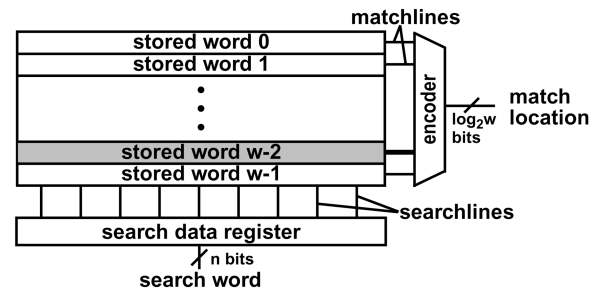 matchlines
stored word 0
stored word 1
stored word w-2
stored word w-1
encoder
log₂w
bits
match
location
searchlines
search data register
n bits
search word